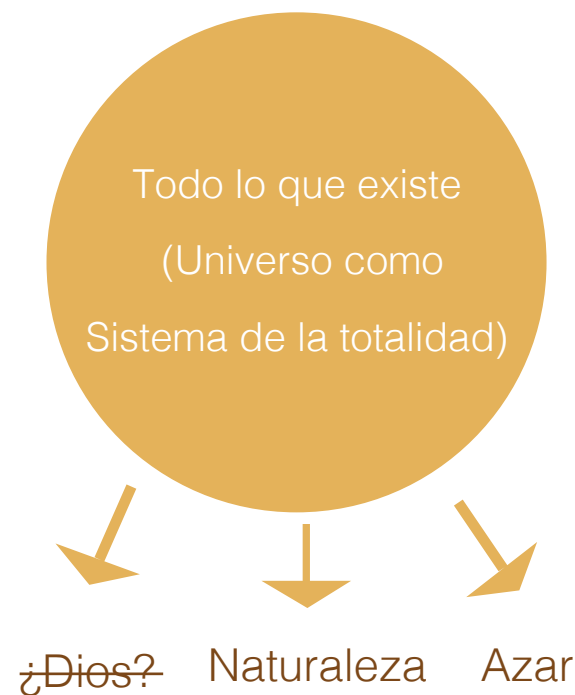 Todo lo que existe
(Universo como
Sistema de la totalidad)
¿Dios? Naturaleza Azar